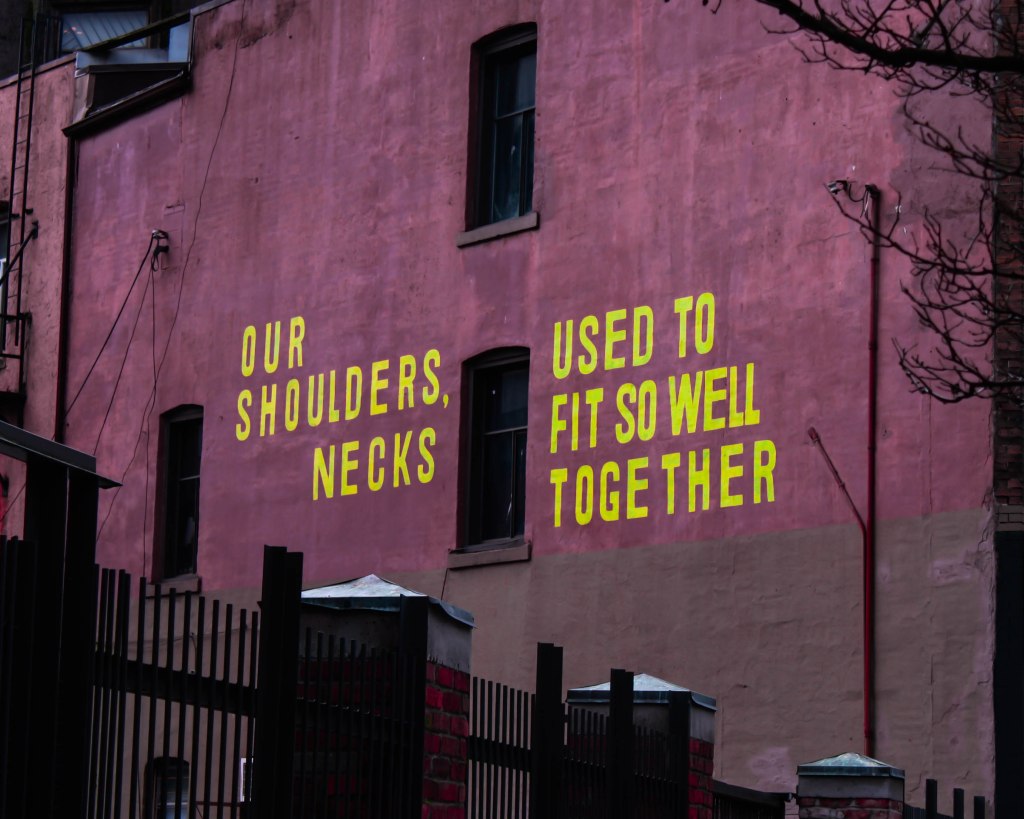 OUR
SHOULDERS,
NECKS
USED TO
FIT SO WELL
TOGETHER